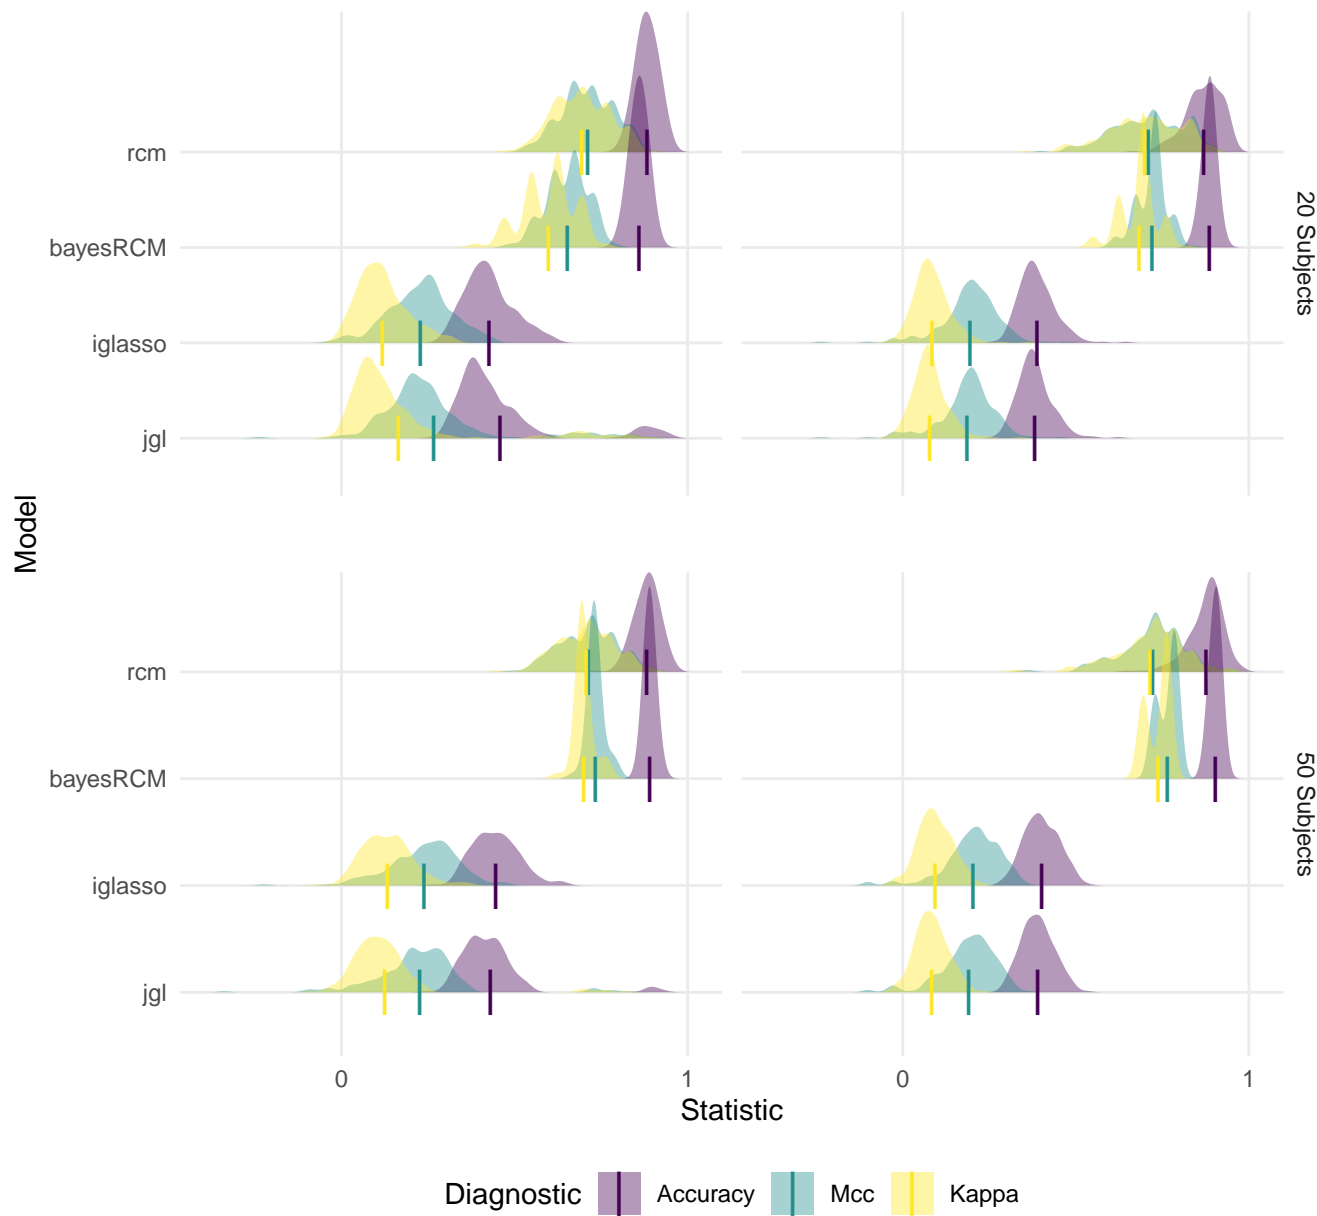 rcm
bayesRCM
iglasso
jgl
20 Subjects
Model
rcm
bayesRCM
iglasso
jgl
50 Subjects
0 1 0 1
Statistic
Diagnostic Accuracy Mcc Kappa